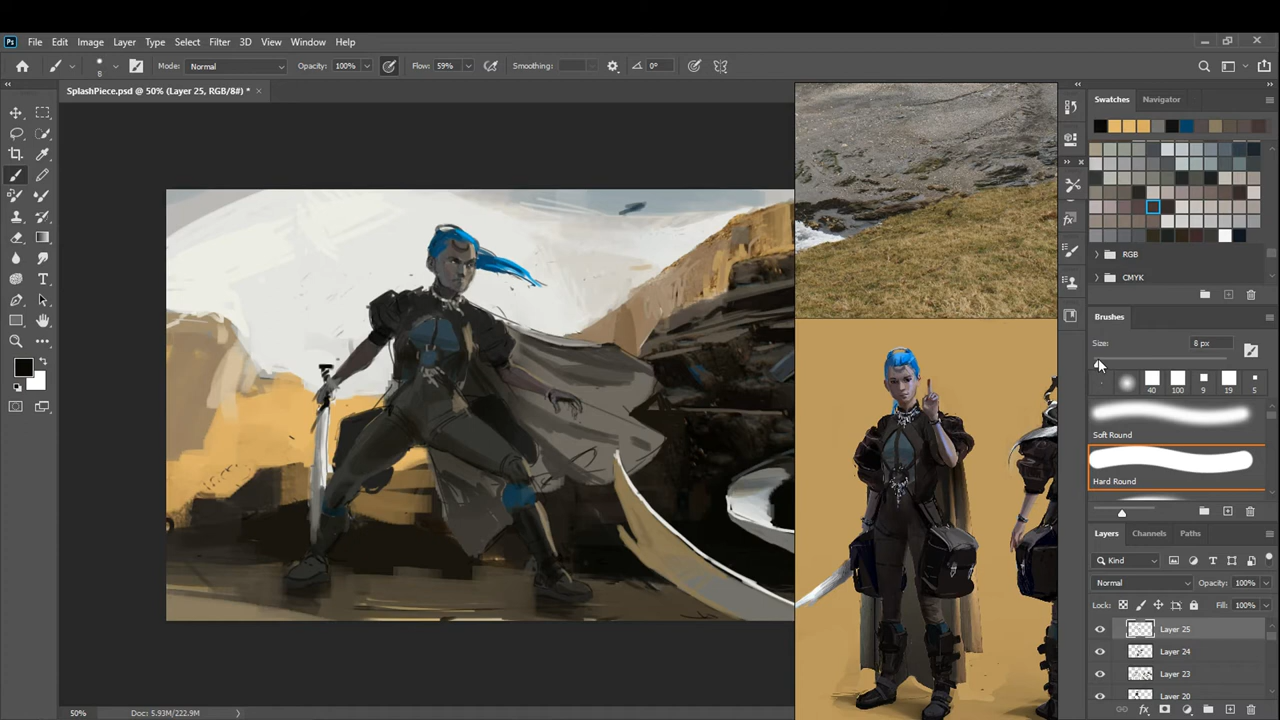 Ps File Edit Image Layer Type Select Filter 3D View Window Help
8 Mode: Normal Opacity: 100% Flow: 59% Smoothing: 0°
SplashPiece.psd @ 50% (Layer 25, RGB/8#) *
Swatches Navigator
RGB
CMYK
Brushes
Size: 8 px
40 100 9 19 5
Soft Round
Hard Round
Layers Channels Paths
Kind
Normal Opacity: 100%
Lock: Fill: 100%
Layer 25
Layer 24
Layer 23
Layer 20
50% Doc: 5.93M/222.9M